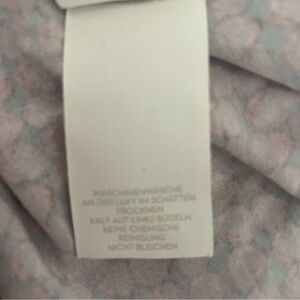 MASCHINENWÄSCHE
AN DER LUFT IM SCHATTEN
TROCKNEN
KALT AUF LINKS BÜGELN
KEINE CHEMISCHE
REINIGUNG
NICHT BLEICHEN